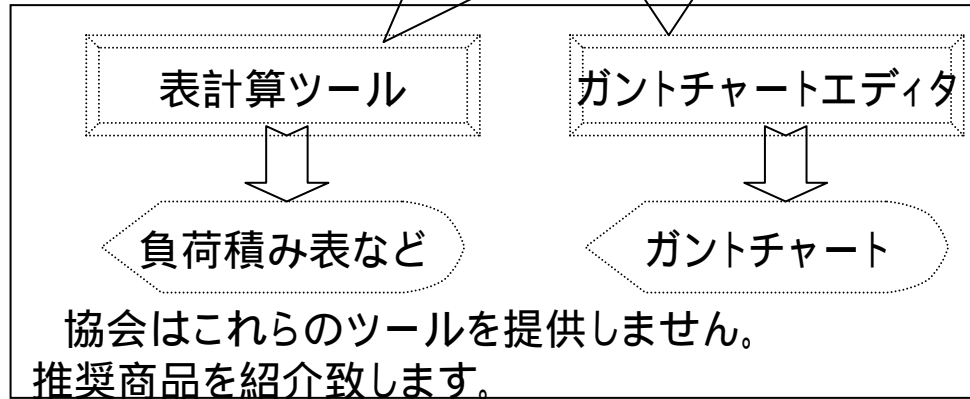 表計算ツール
ガントチャートエディタ
負荷積み表など
ガントチャート
協会はこれらのツールを提供しません。
推奨商品を紹介致します。